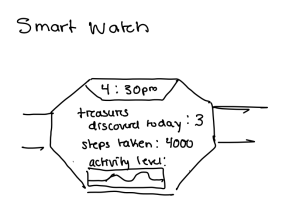 Smart Watch
4:30pm
treasures
discovered today: 3
steps taken: 4000
activity level: